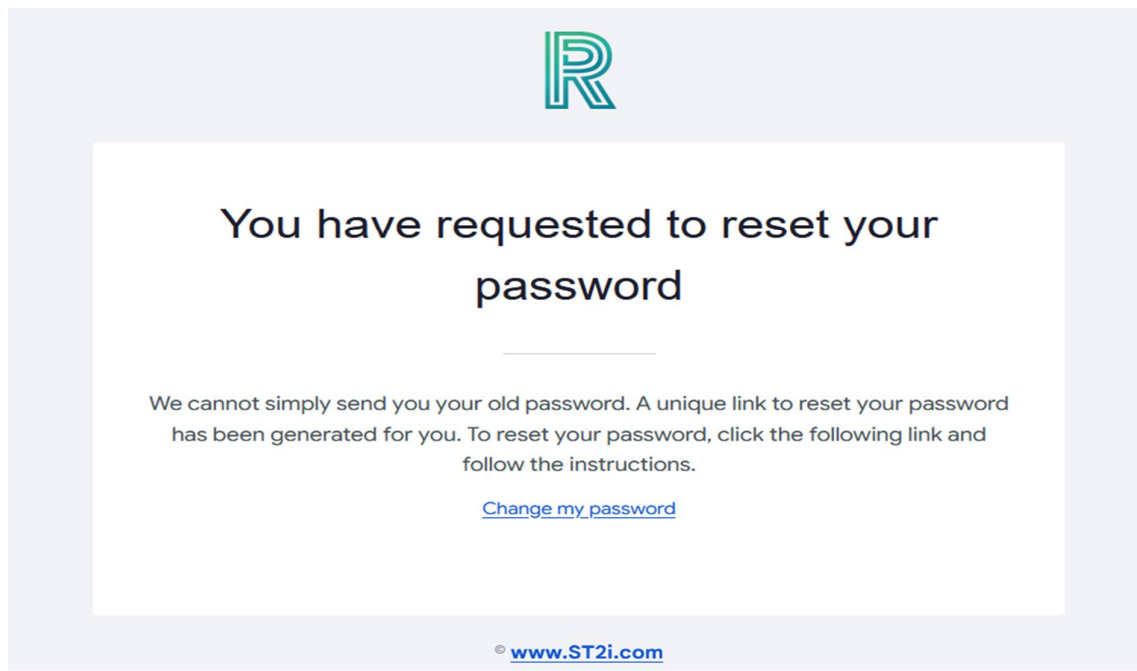 R
You have requested to reset your
password
We cannot simply send you your old password. A unique link to reset your password
has been generated for you. To reset your password, click the following link and
follow the instructions.
Change my password
© www.ST2i.com